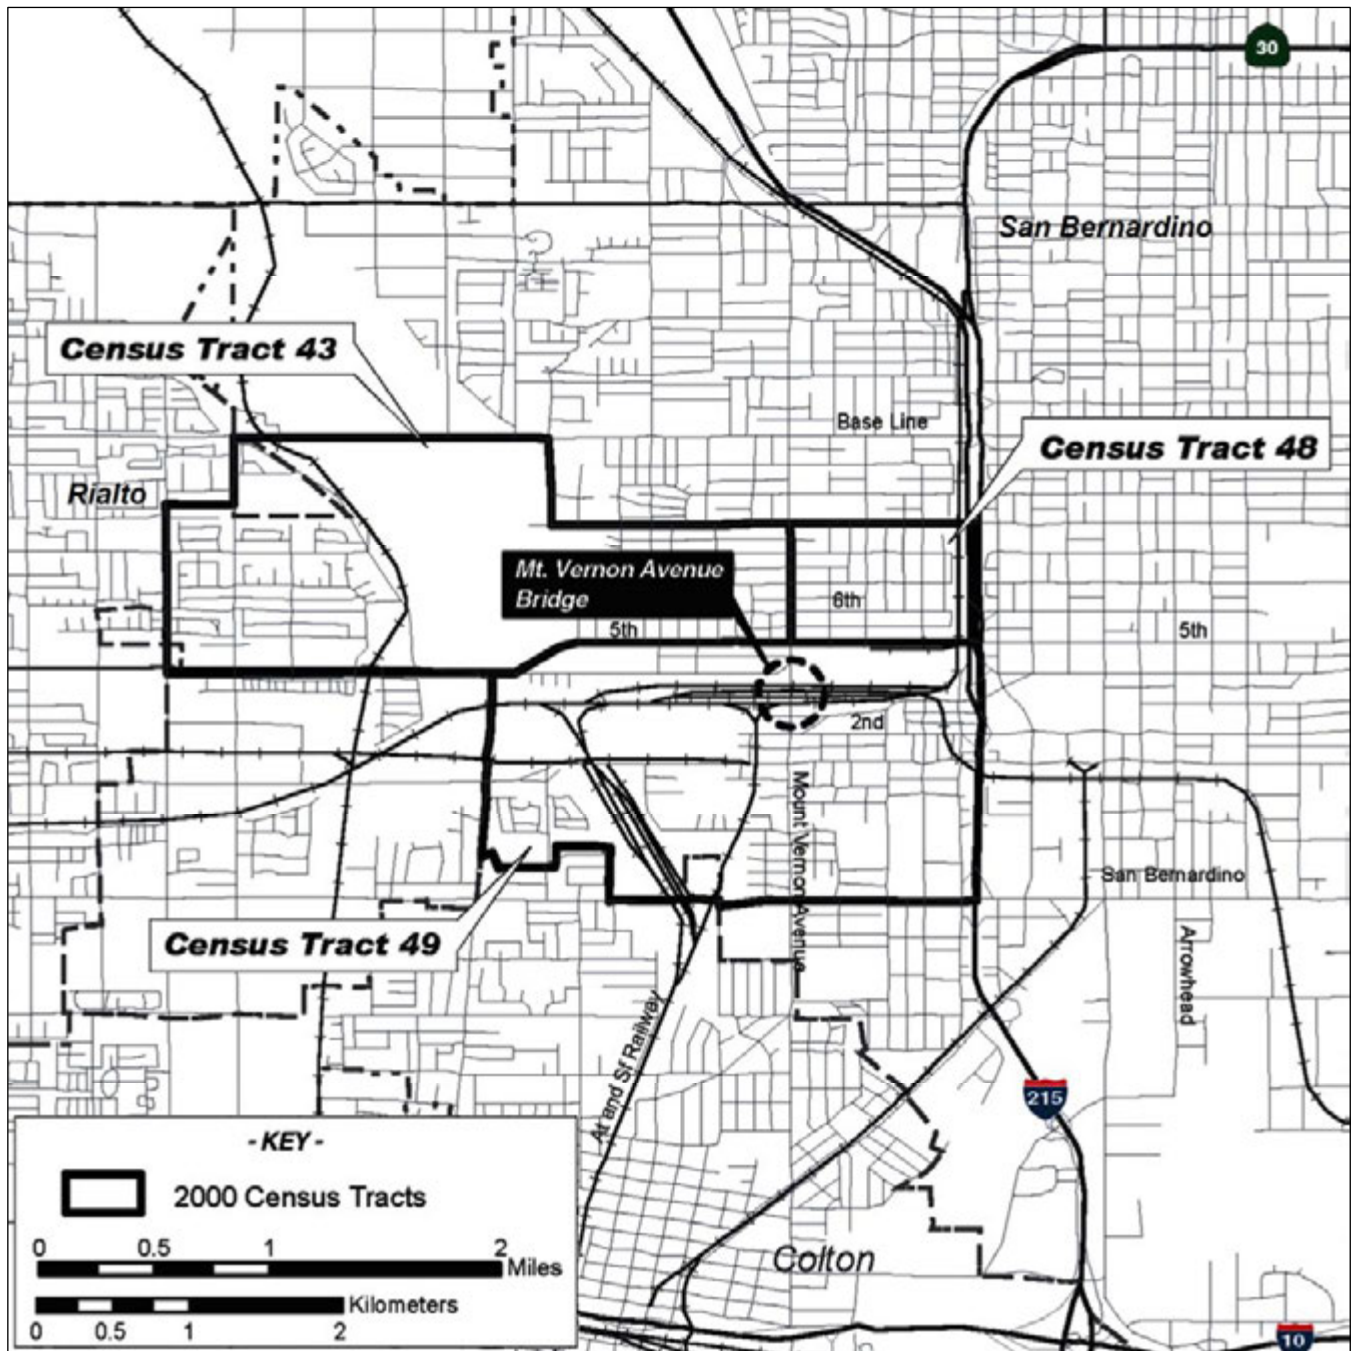 30
San Bernardino
Census Tract 43
Base Line
Census Tract 48
Rialto
Mt. Vernon Avenue
Bridge
6th
5th
5th
2nd
Mount Vernon Avenue
San Bernardino
Census Tract 49
Arrowhead
At and Sf Railway
215
- KEY -
2000 Census Tracts
0 0.5 1 2
Miles
Kilometers
0 0.5 1 2
Colton
10